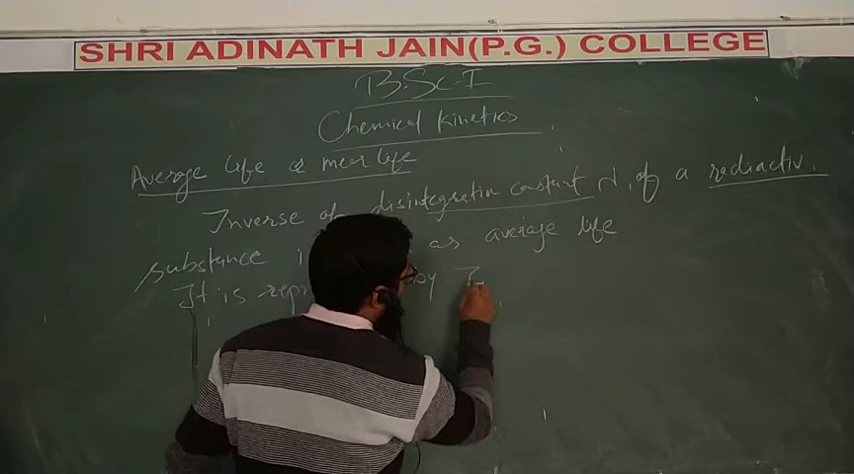 SHRI ADINATH JAIN(P.G.) COLLEGE
B.Sc-I
Chemical Kinetics
Average life or mean life
Inverse of disintegration constant λ, of a radiactiv.
substance i as average life
It is repr by τ